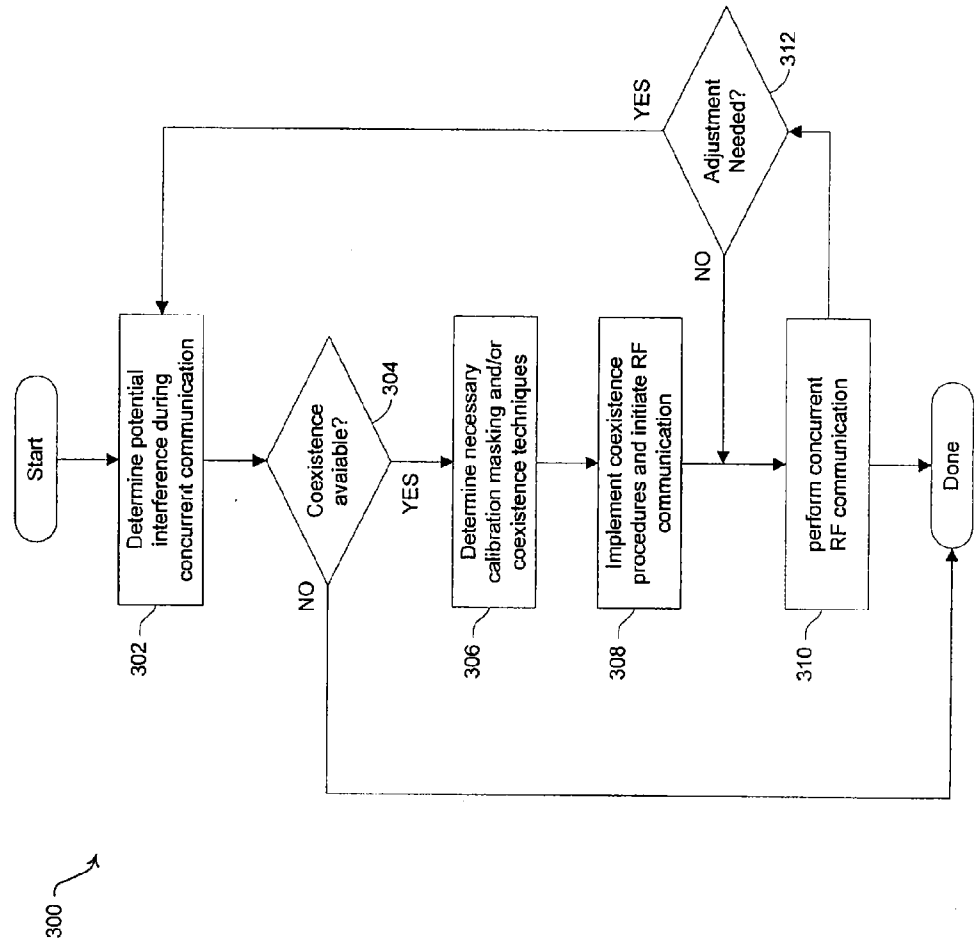 300
Start
Determine potential
interference during
concurrent communication
302
Coexistence
avaiable?
304
NO
YES
Determine necessary
calibration masking and/or
coexistence techniques
306
Implement coexistence
procedures and initiate RF
communication
308
perform concurrent
RF communication
310
Adjustment
Needed?
312
YES
NO
Done